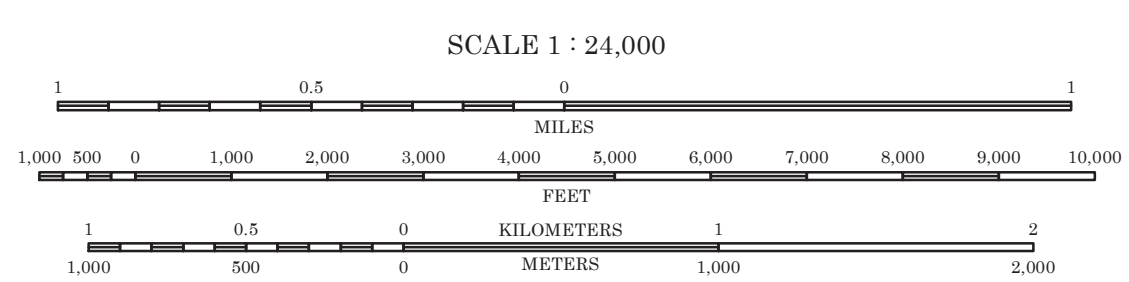 SCALE 1 : 24,000
1 0.5 0 1
MILES
1,000 500 0 1,000 2,000 3,000 4,000 5,000 6,000 7,000 8,000 9,000 10,000
FEET
1 0.5 0 KILOMETERS 1 2
1,000 500 0 METERS 1,000 2,000